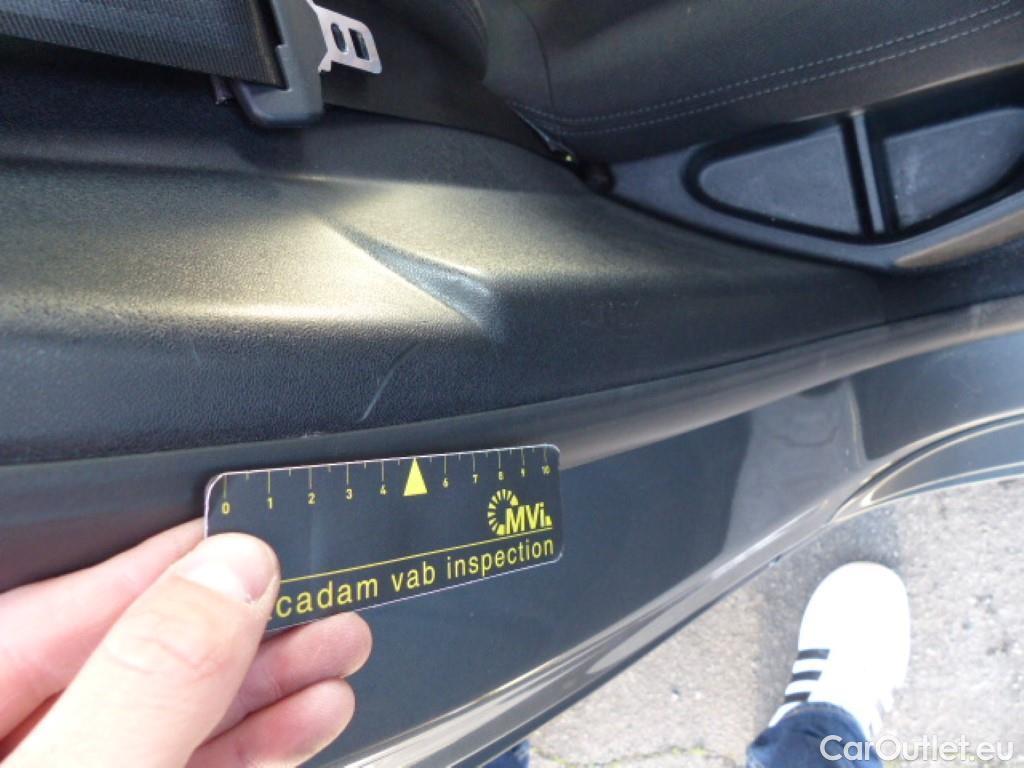 0 1 2 3 4 6 7 8 9 10
MVi.
cadam vab inspection
CarOutlet.eu